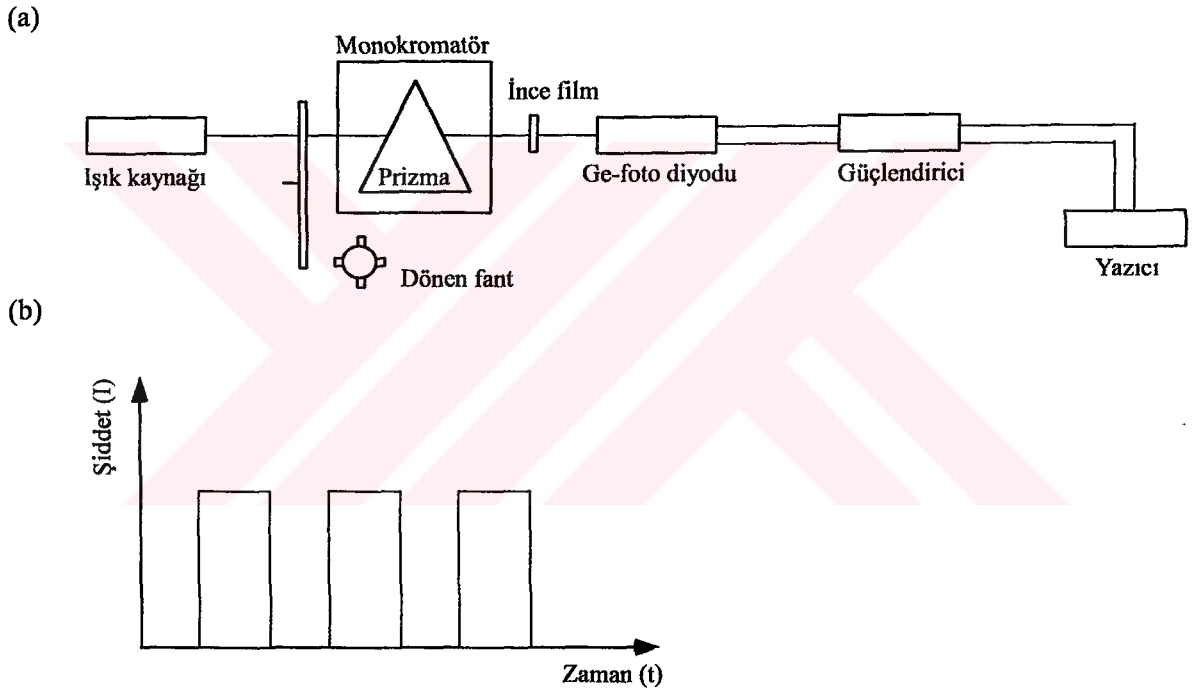 (a)
Monokromatör
İnce film
Işık kaynağı
Prizma
Ge-foto diyodu
Güçlendirici
Dönen fant
Yazıcı
(b)
Şiddet (I)
Zaman (t)